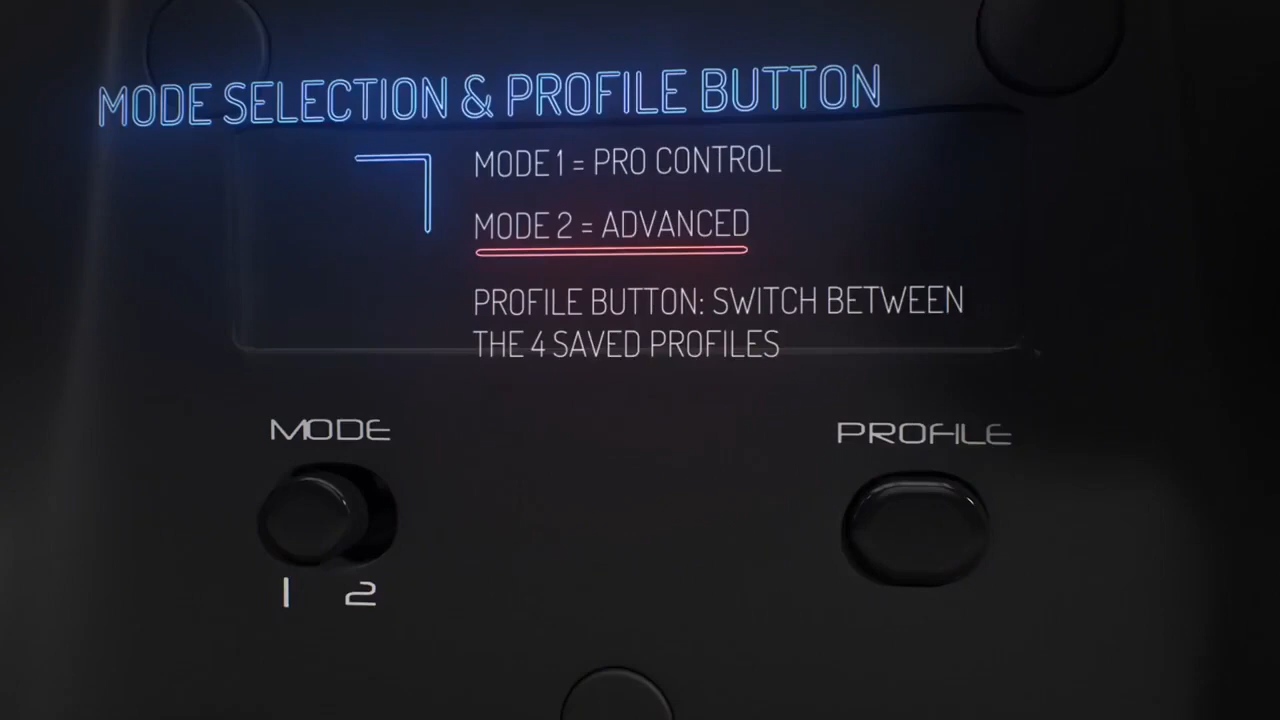 MODE SELECTION & PROFILE BUTTON
MODE 1 = PRO CONTROL
MODE 2 = ADVANCED
PROFILE BUTTON: SWITCH BETWEEN
THE 4 SAVED PROFILES
MODE
PROFILE
1 2